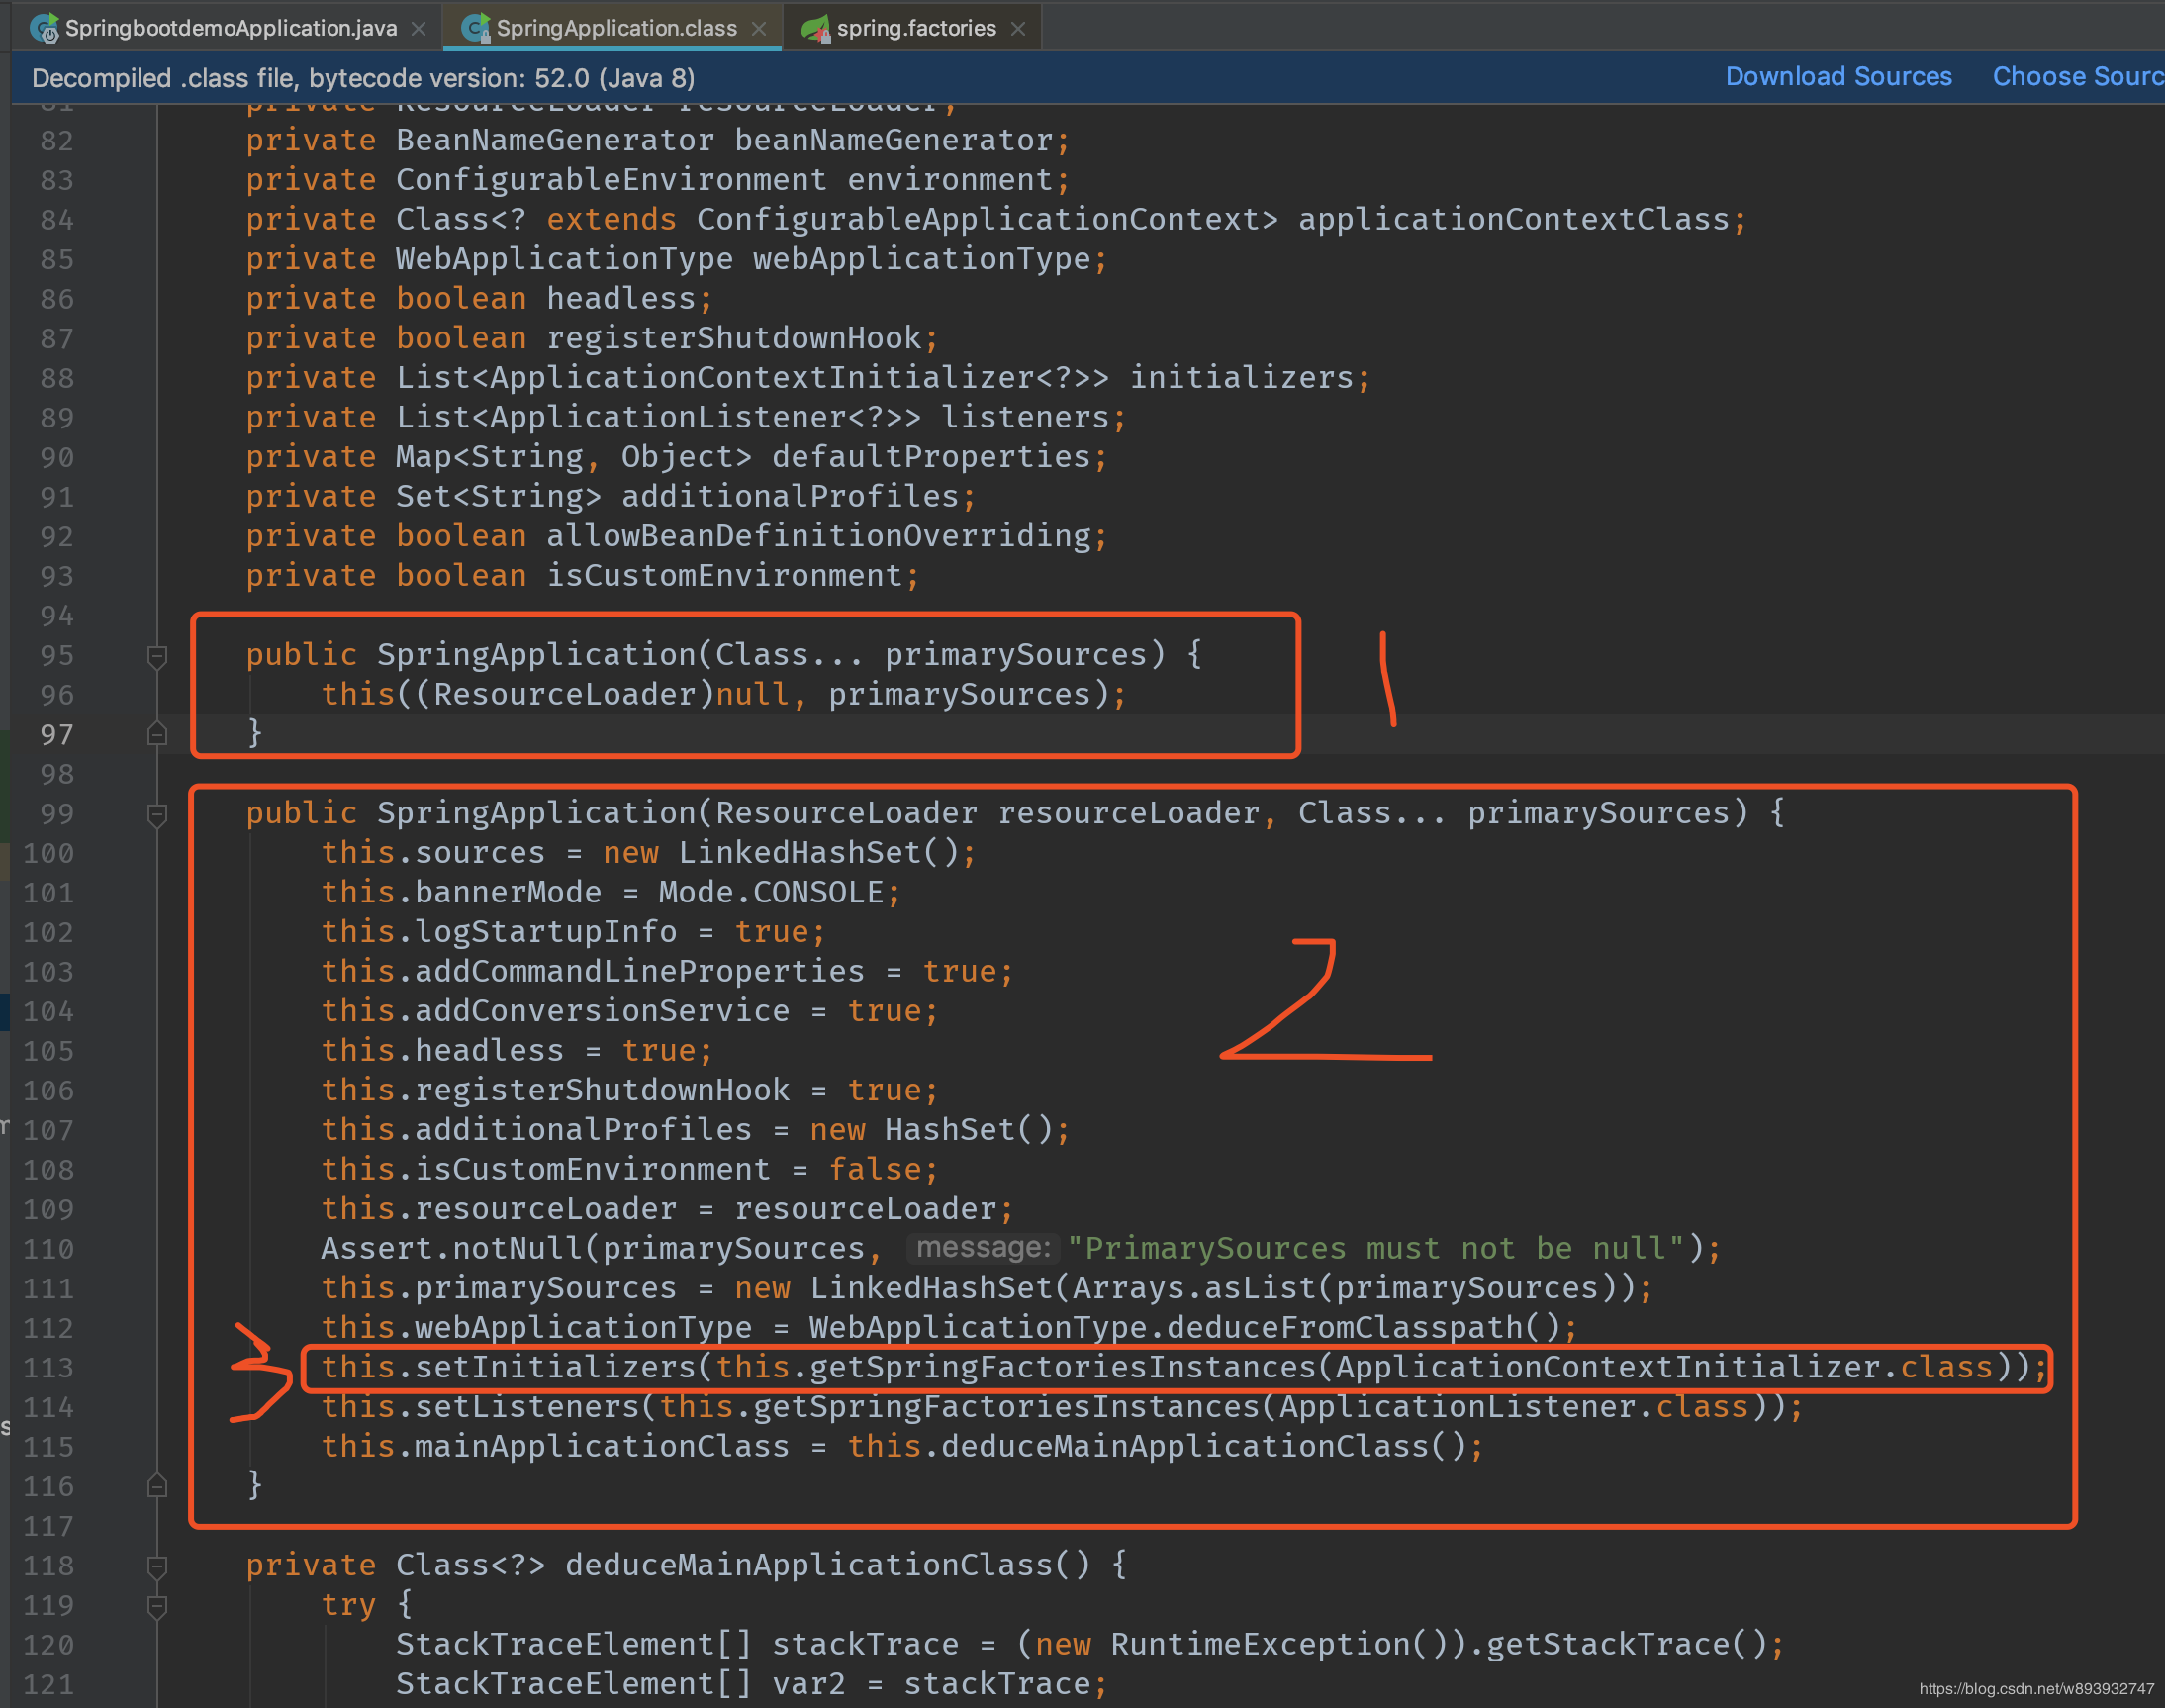 SpringbootdemoApplication.java
SpringApplication.class
spring.factories
Decompiled .class file, bytecode version: 52.0 (Java 8)
Download Sources
Choose Sourc
81 private ResourceLoader resourceLoader;
82 private BeanNameGenerator beanNameGenerator;
83 private ConfigurableEnvironment environment;
84 private Class<? extends ConfigurableApplicationContext> applicationContextClass;
85 private WebApplicationType webApplicationType;
86 private boolean headless;
87 private boolean registerShutdownHook;
88 private List<ApplicationContextInitializer<?>> initializers;
89 private List<ApplicationListener<?>> listeners;
90 private Map<String, Object> defaultProperties;
91 private Set<String> additionalProfiles;
92 private boolean allowBeanDefinitionOverriding;
93 private boolean isCustomEnvironment;
94
95 public SpringApplication(Class... primarySources) {
1
96 this((ResourceLoader)null, primarySources);
97 }
98
99 public SpringApplication(ResourceLoader resourceLoader, Class... primarySources) {
100 this.sources = new LinkedHashSet();
101 this.bannerMode = Mode.CONSOLE;
102 this.logStartupInfo = true;
103 this.addCommandLineProperties = true;
2
104 this.addConversionService = true;
105 this.headless = true;
106 this.registerShutdownHook = true;
107 this.additionalProfiles = new HashSet();
108 this.isCustomEnvironment = false;
109 this.resourceLoader = resourceLoader;
110 Assert.notNull(primarySources, message: "PrimarySources must not be null");
111 this.primarySources = new LinkedHashSet(Arrays.asList(primarySources));
112 this.webApplicationType = WebApplicationType.deduceFromClasspath();
3
113 this.setInitializers(this.getSpringFactoriesInstances(ApplicationContextInitializer.class));
114 this.setListeners(this.getSpringFactoriesInstances(ApplicationListener.class));
115 this.mainApplicationClass = this.deduceMainApplicationClass();
116 }
117
118 private Class<?> deduceMainApplicationClass() {
119 try {
120 StackTraceElement[] stackTrace = (new RuntimeException()).getStackTrace();
121 StackTraceElement[] var2 = stackTrace;
https://blog.csdn.net/w893932747